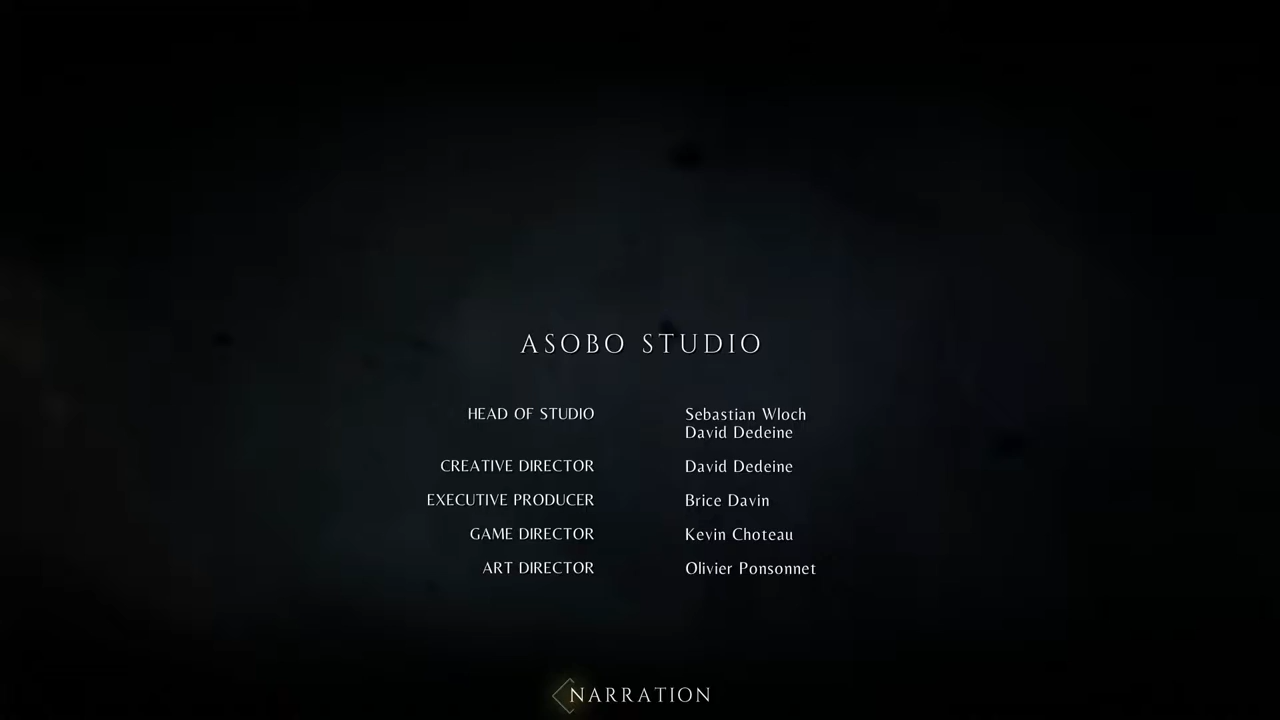 ASOBO STUDIO
HEAD OF STUDIO Sebastian Wloch
David Dedeine
CREATIVE DIRECTOR David Dedeine
EXECUTIVE PRODUCER Brice Davin
GAME DIRECTOR Kevin Choteau
ART DIRECTOR Olivier Ponsonnet
NARRATION